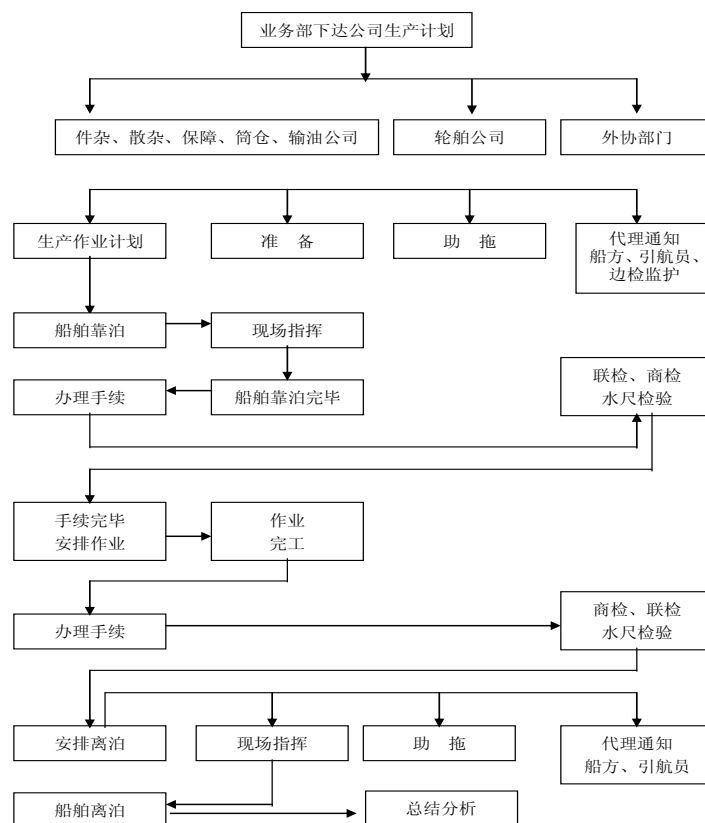 业务部下达公司生产计划
件杂、散杂、保障、筒仓、输油公司
轮舶公司
外协部门
生产作业计划
准 备
助 拖
代理通知
船方、引航员、
边检监护
船舶靠泊
现场指挥
办理手续
船舶靠泊完毕
联检、商检
水尺检验
手续完毕
安排作业
作业
完工
办理手续
商检、联检
水尺检验
安排离泊
现场指挥
助 拖
代理通知
船方、引航员
船舶离泊
总结分析